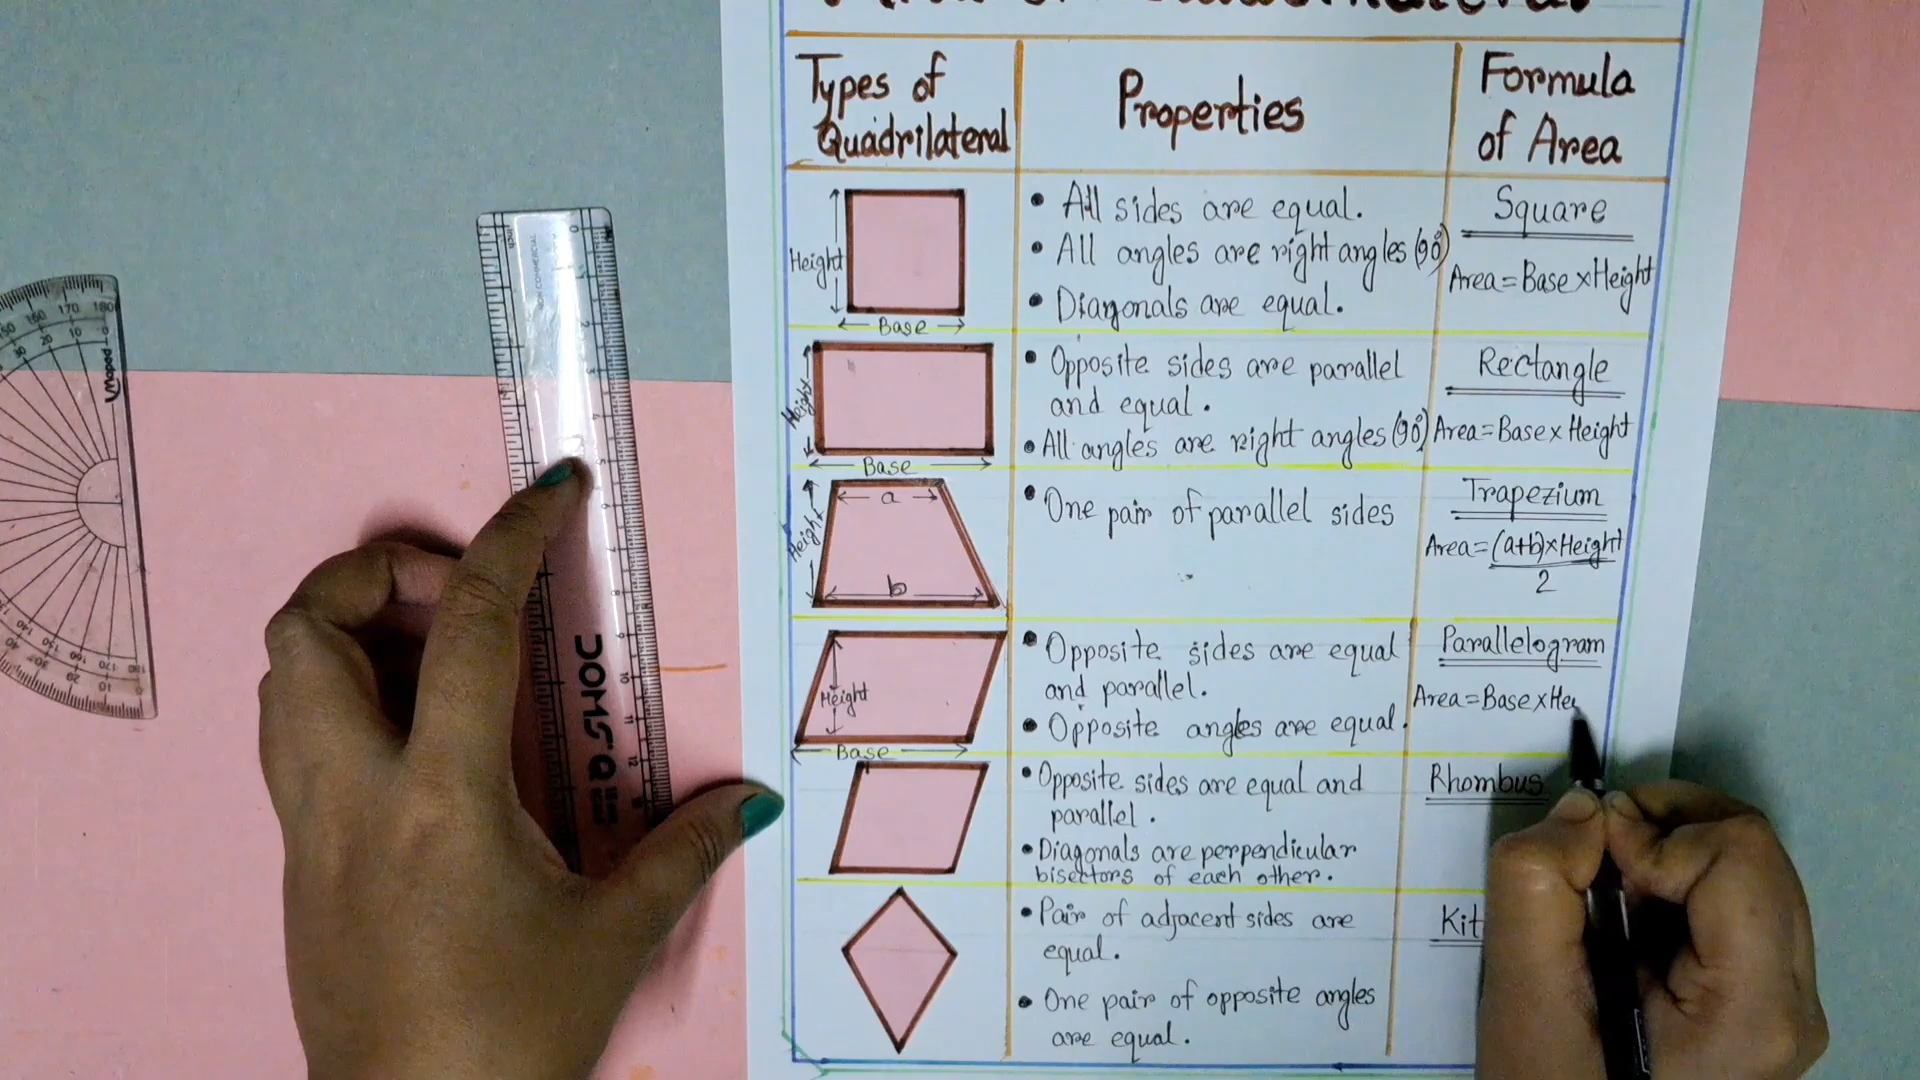 Types of
Quadrilateral
Properties
Formula
of Area
Height
Base
• All sides are equal.
• All angles are right angles (90°)
• Diagonals are equal.
Square
Area=Base×Height
Height
Base
• Opposite sides are parallel
and equal.
• All angles are right angles (90°)
Rectangle
Area=Base×Height
Height
a
b
• One pair of parallel sides
Trapezium
Area=(a+b)×Height
2
Height
Base
• Opposite sides are equal
and parallel.
• Opposite angles are equal.
Parallelogram
Area=Base×Hei
• Opposite sides are equal and
parallel.
• Diagonals are perpendicular
bisectors of each other.
Rhombus
• Pair of adjacent sides are
equal.
• One pair of opposite angles
are equal.
Kit
DOMS
Maped